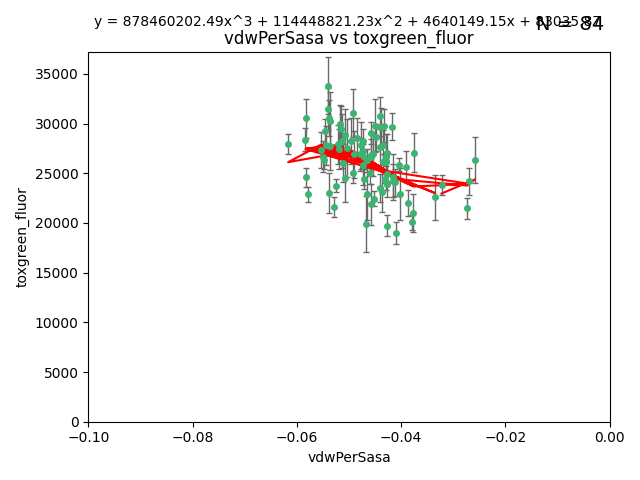 y = 878460202.49x^3 + 114448821.23x^2 + 4640149.15x +
N = 84
vdwPerSasa vs toxgreen_fluor
35000
30000
25000
20000
15000
10000
5000
0
toxgreen_fluor
−0.10
−0.08
−0.06
−0.04
−0.02
0.00
vdwPerSasa